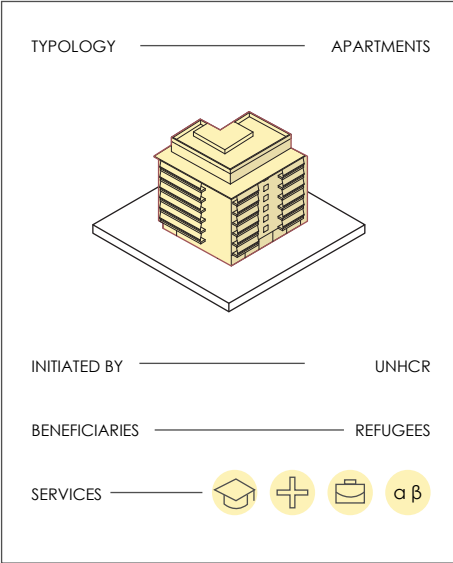 TYPOLOGY APARTMENTS
INITIATED BY UNHCR
BENEFICIARIES REFUGEES
SERVICES α β